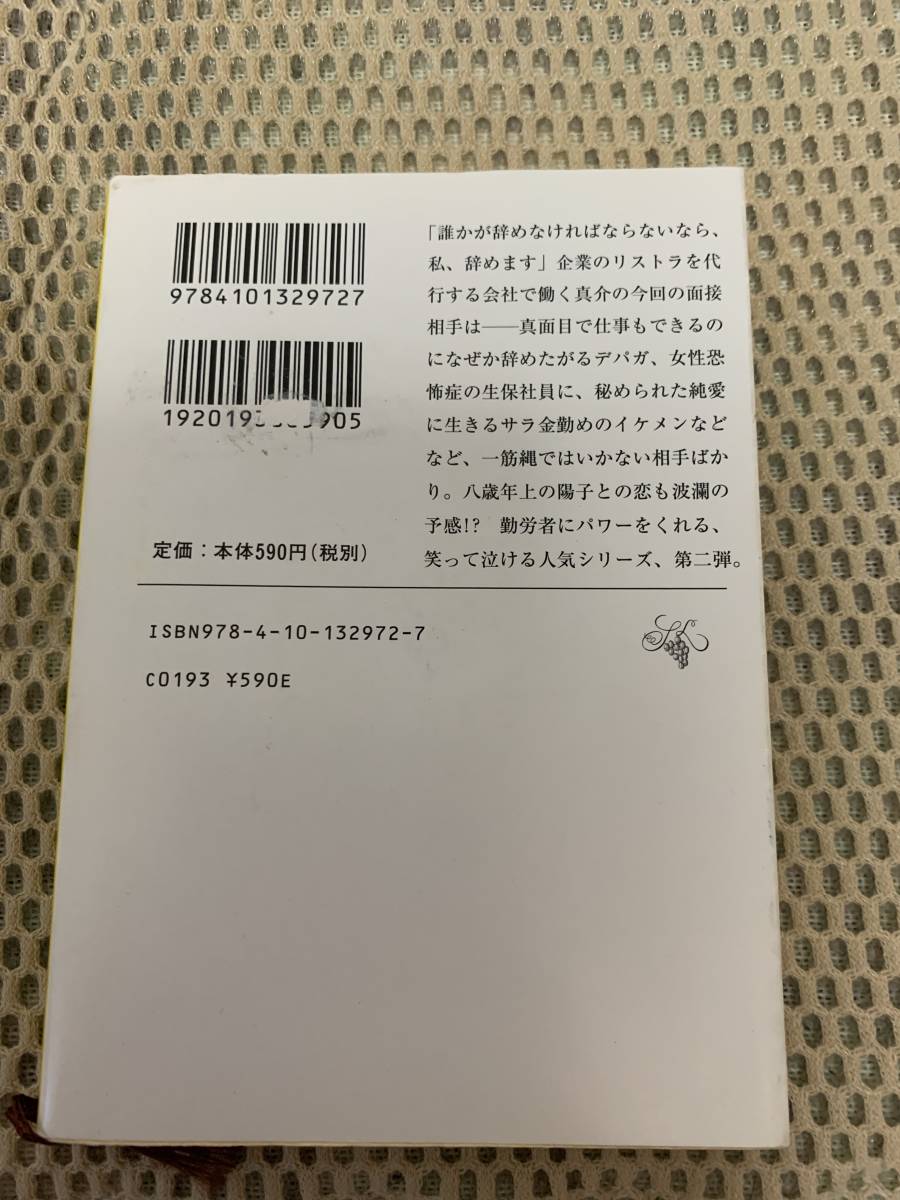 9784101329727
「誰かが辞めなければならないなら、
私、辞めます」企業のリストラを代
行する会社で働く真介の今回の面接
相手は――真面目で仕事もできるの
になぜか辞めたがるデパガ、女性恐
怖症の生保社員に、秘められた純愛
に生きるサラ金勤めのイケメンなど
など、一筋縄ではいかない相手ばか
り。八歳年上の陽子との恋も波瀾の
予感!?　勤労者にパワーをくれる、
笑って泣ける人気シリーズ、第二弾。
定価：本体590円（税別）
ISBN978-4-10-132972-7
C0193 ¥590E